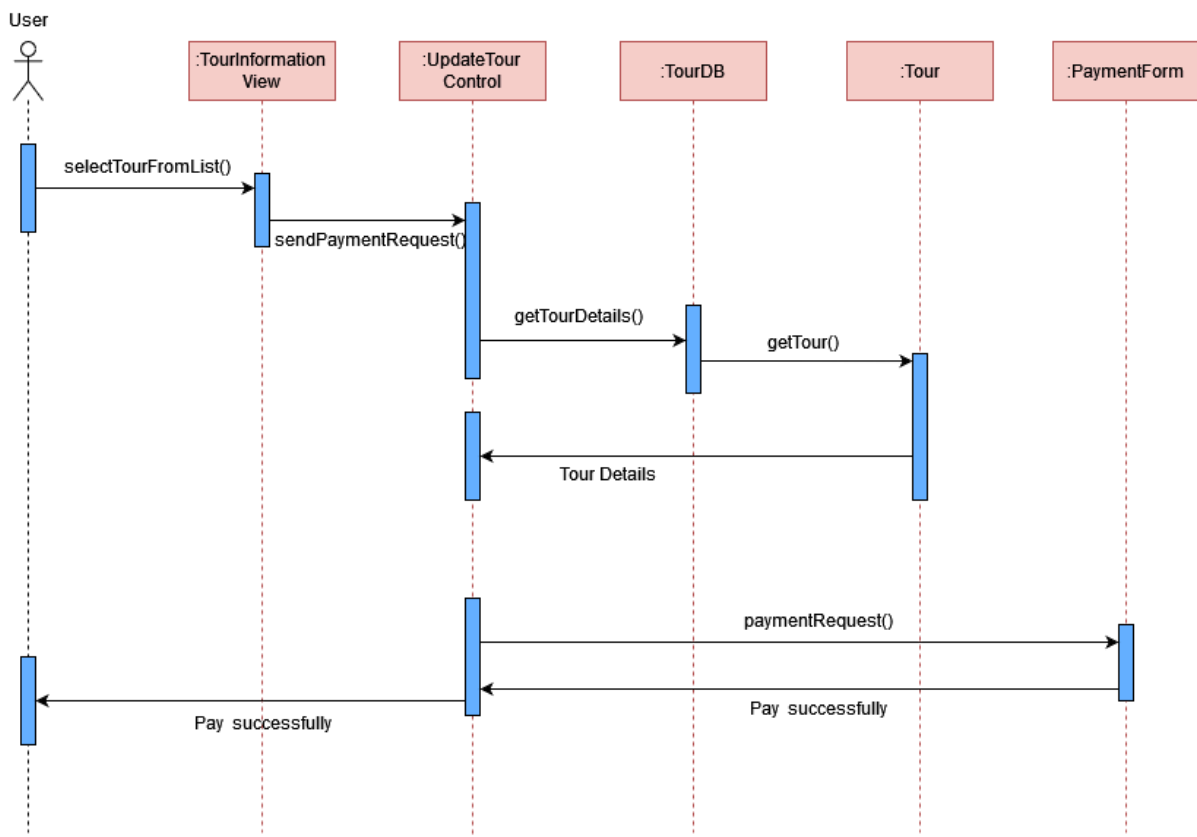 User
:TourInformation
View
:UpdateTour
Control
:TourDB
:Tour
:PaymentForm
selectTourFromList()
sendPaymentRequest()
getTourDetails()
getTour()
Tour Details
paymentRequest()
Pay successfully
Pay successfully